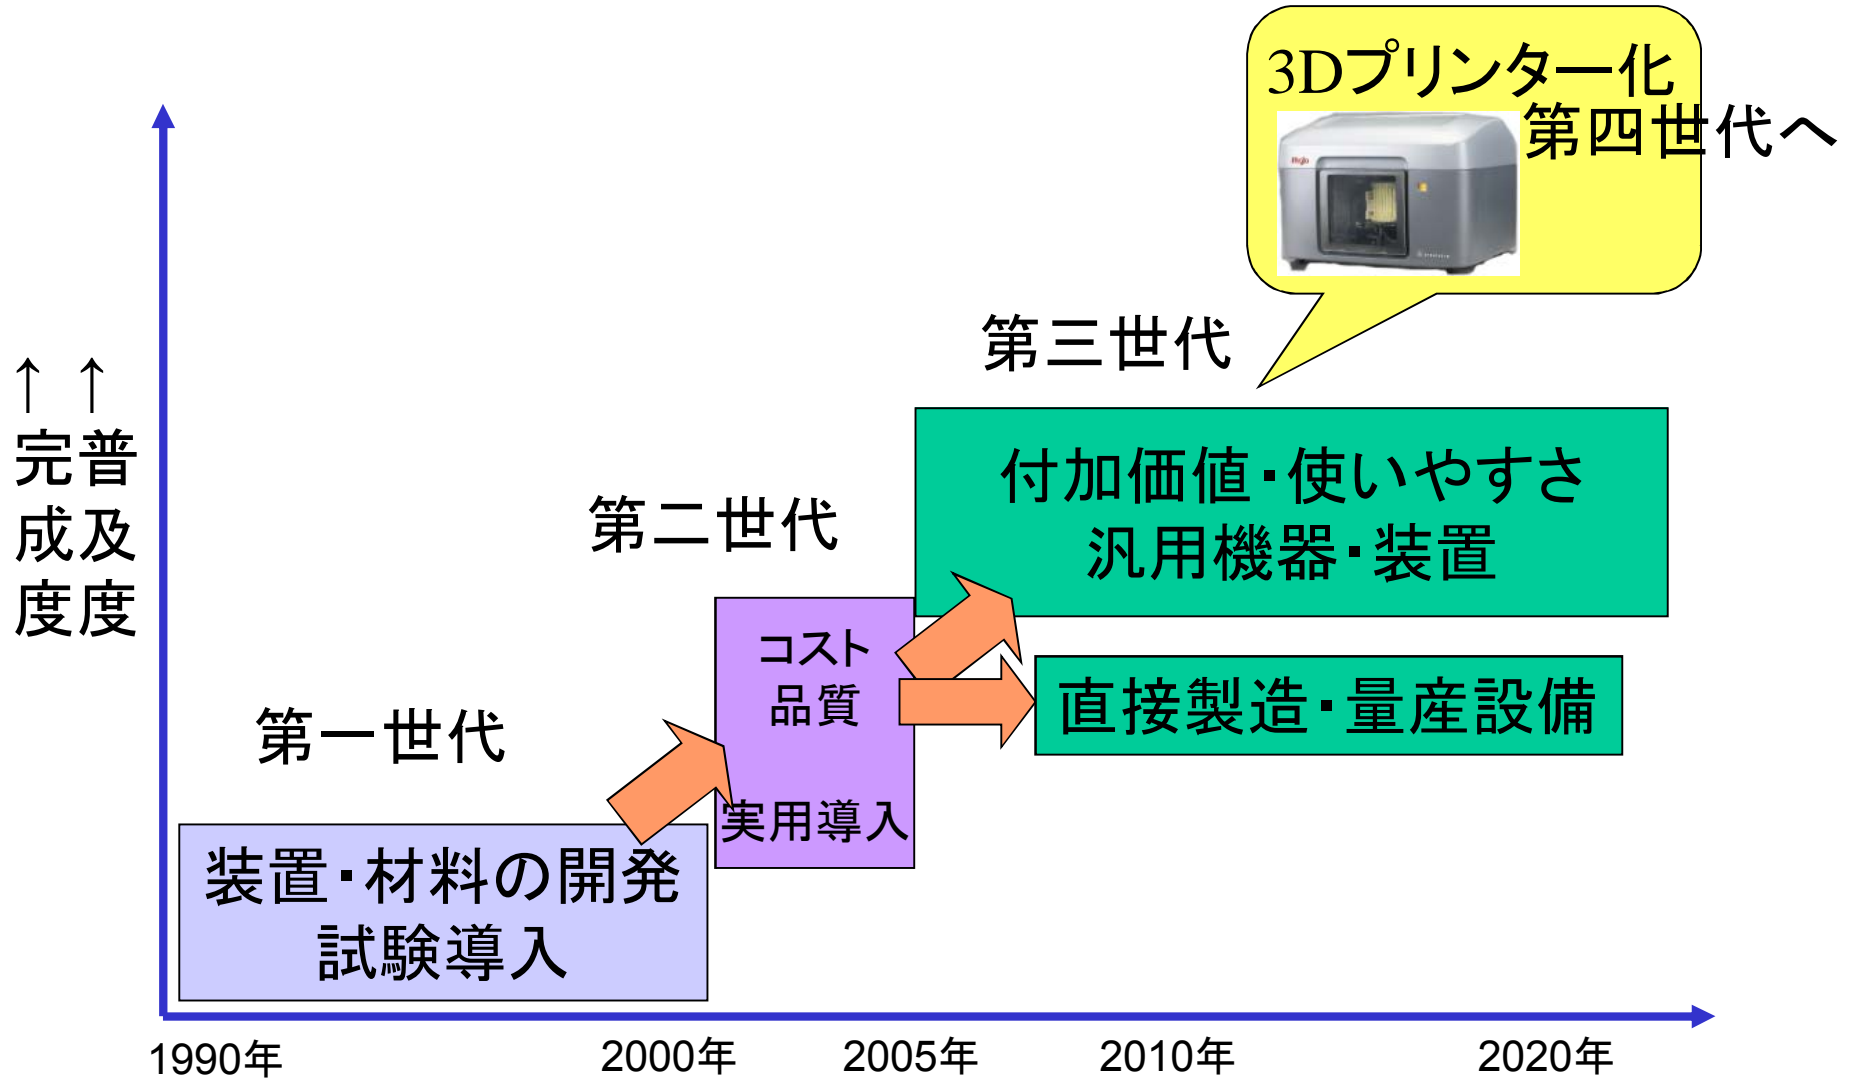 3Dプリンター化
第四世代へ
第三世代
↑ ↑
完成度
普及度
付加価値・使いやすさ
汎用機器・装置
第二世代
コスト
品質
実用導入
直接製造・量産設備
第一世代
装置・材料の開発
試験導入
1990年
2000年
2005年
2010年
2020年